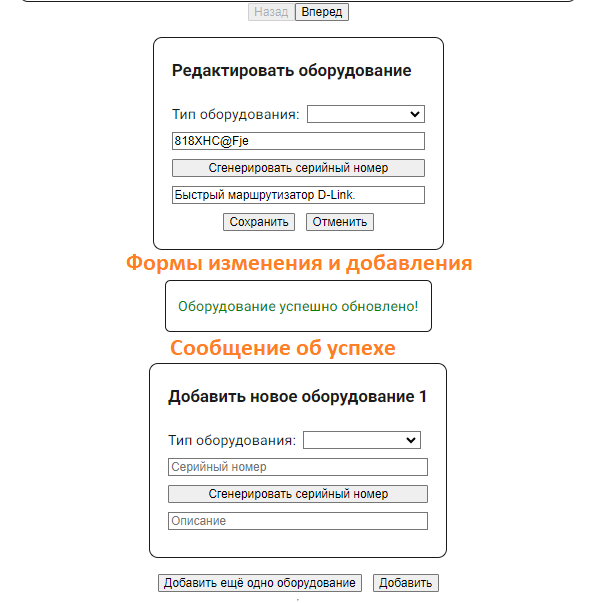 Назад Вперед
Редактировать оборудование
Тип оборудования:
818XHC@Fje
Сгенерировать серийный номер
Быстрый маршрутизатор D-Link.
Сохранить Отменить
Формы изменения и добавления
Оборудование успешно обновлено!
Сообщение об успехе
Добавить новое оборудование 1
Тип оборудования:
Серийный номер
Сгенерировать серийный номер
Описание
Добавить ещё одно оборудование Добавить